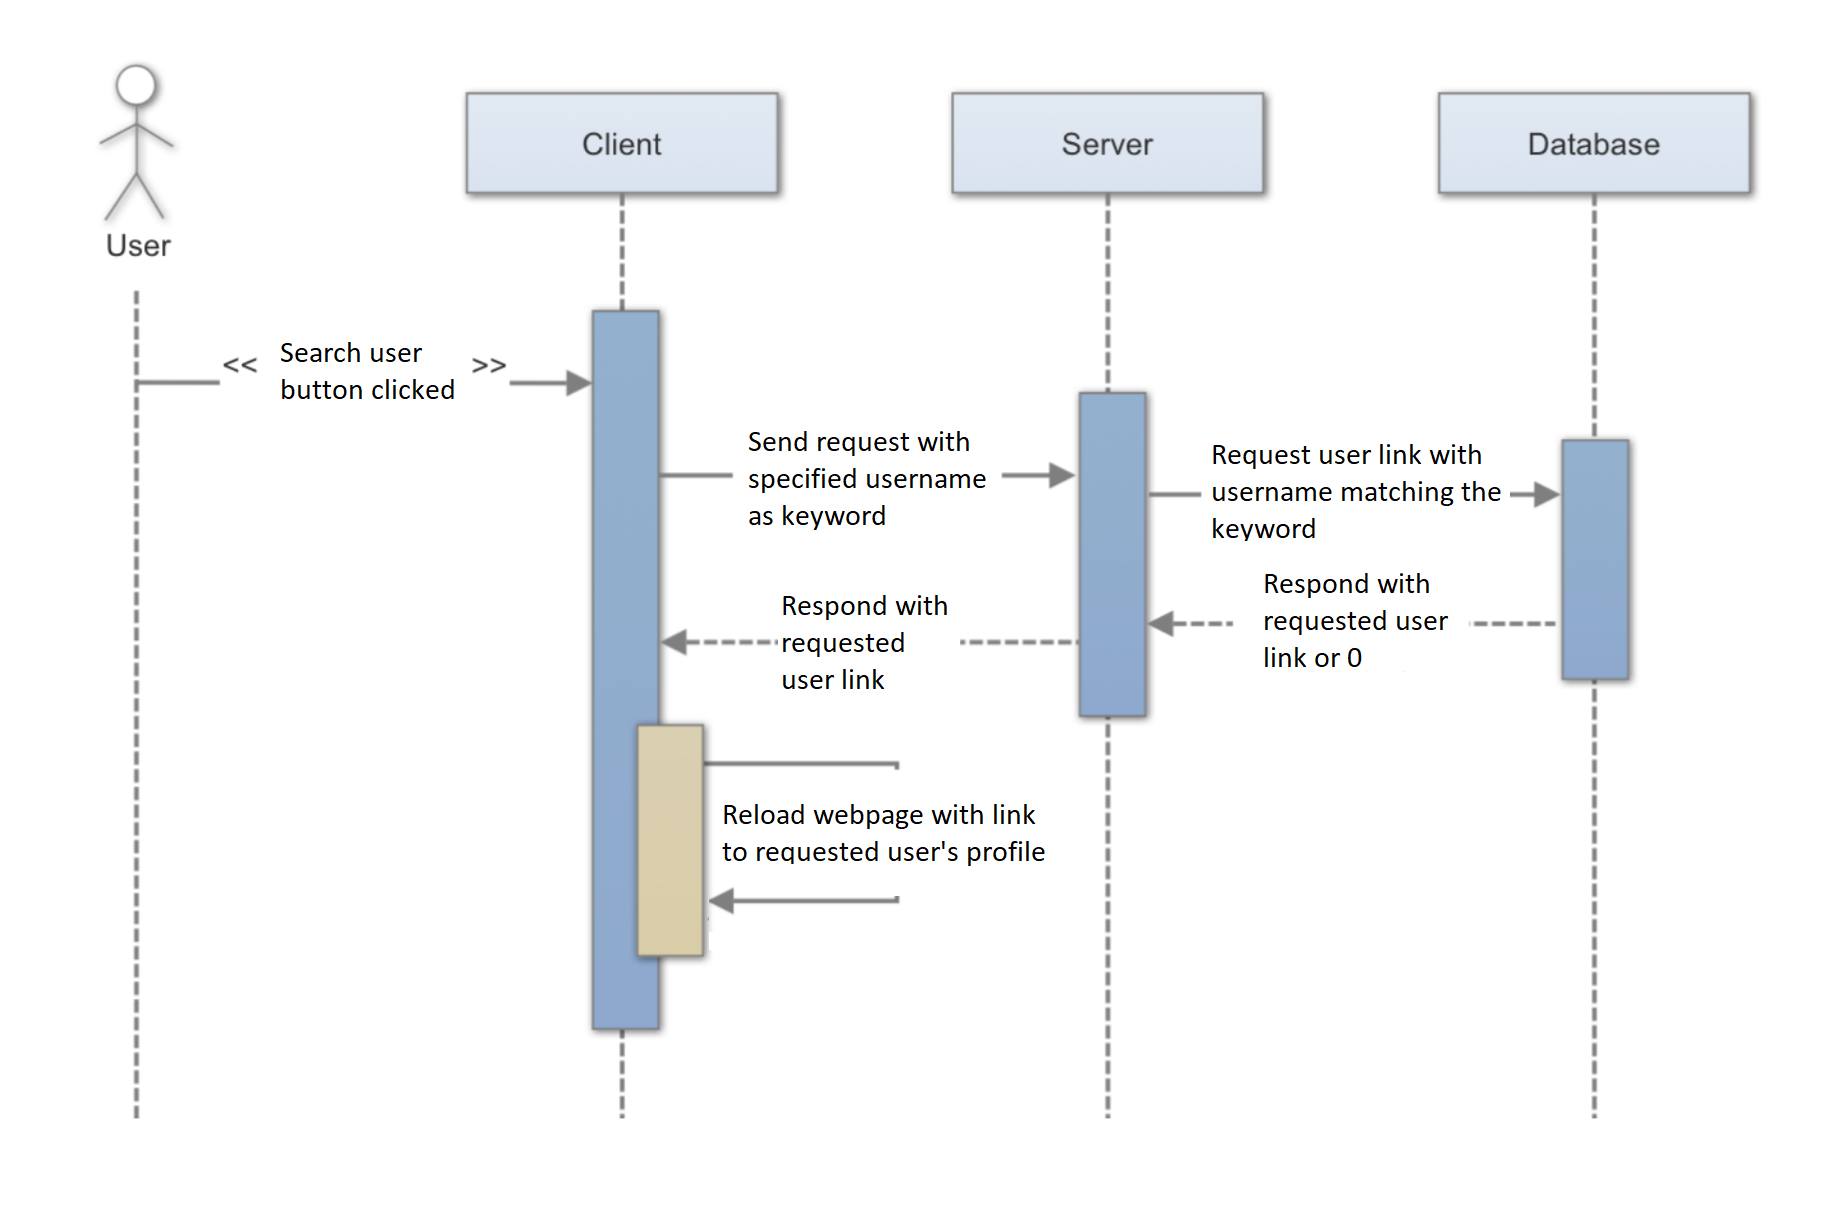 Client
Server
Database
User
<< Search user >>
button clicked
Send request with
specified username
as keyword
Request user link with
username matching the
keyword
Respond with
requested user
link or 0
Respond with
requested
user link
Reload webpage with link
to requested user's profile